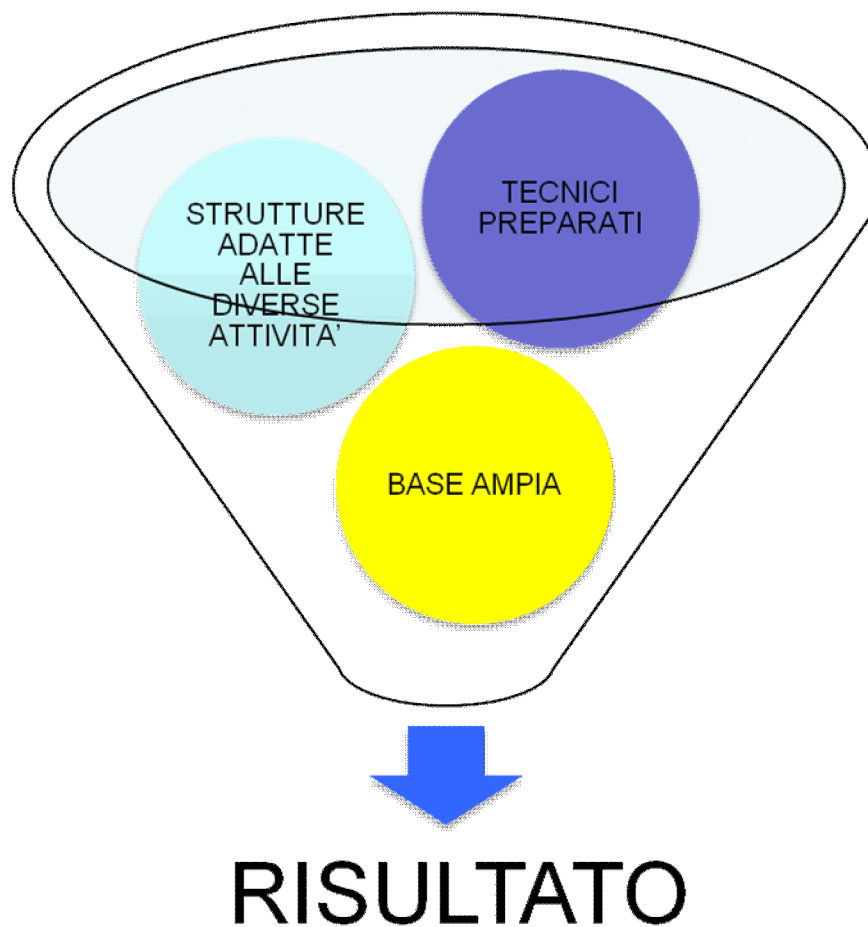 STRUTTURE
ADATTE
ALLE
DIVERSE
ATTIVITA'
TECNICI
PREPARATI
BASE AMPIA
RISULTATO